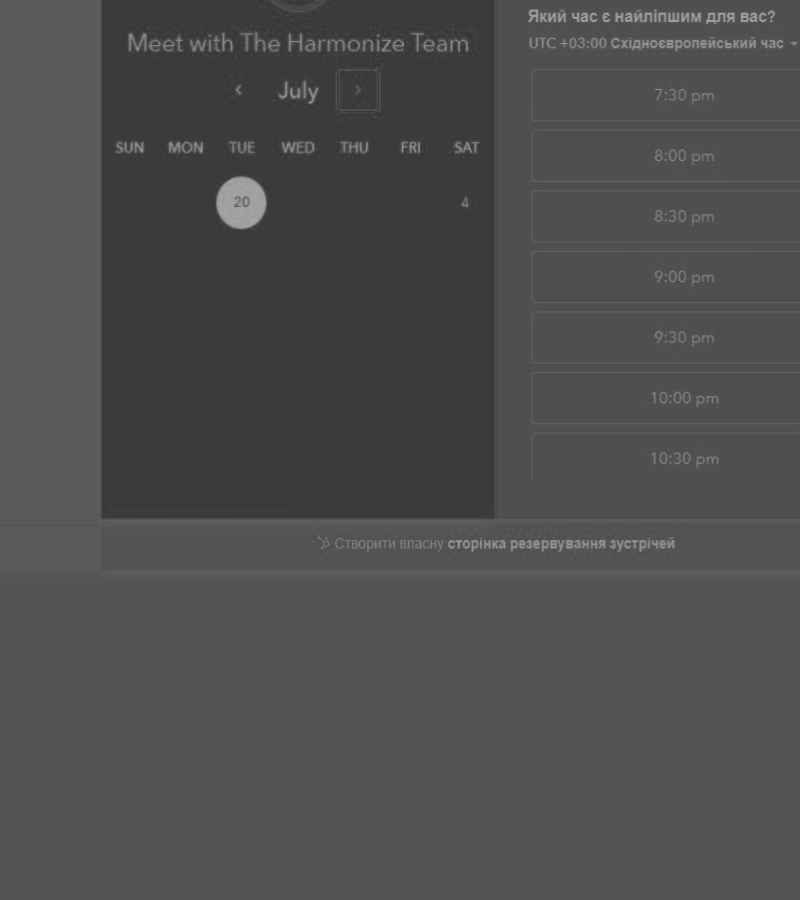 Meet with The Harmonize Team
July
SUN MON TUE WED THU FRI SAT
20 4
Який час є найліпшим для вас?
UTC +03:00 Східноєвропейський час
7:30 pm
8:00 pm
8:30 pm
9:00 pm
9:30 pm
10:00 pm
10:30 pm
Створити власну сторінка резервування зустрічей